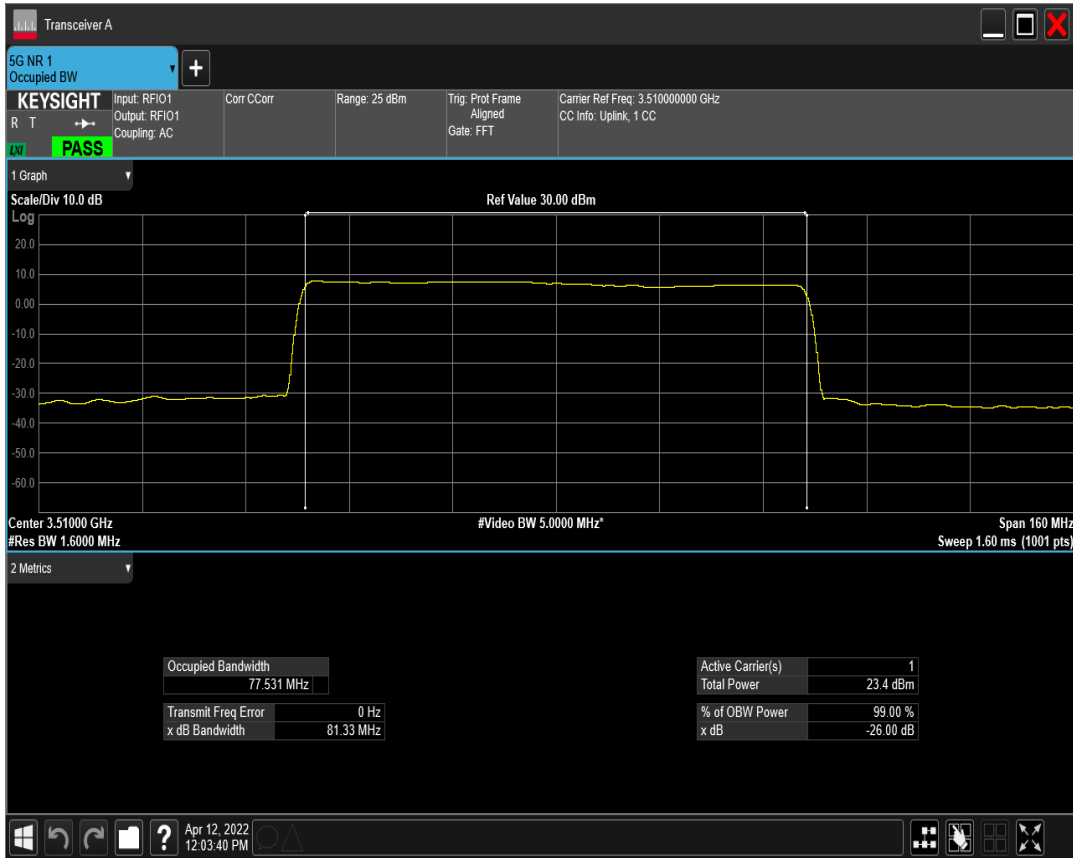 Transceiver A
5G NR 1
Occupied BW
KEYSIGHT
R T
LXI
PASS
Input: RFIO1
Output: RFIO1
Coupling: AC
Corr CCorr
Range: 25 dBm
Trig: Prot Frame
Aligned
Gate: FFT
Carrier Ref Freq: 3.510000000 GHz
CC Info: Uplink, 1 CC
1 Graph
Scale/Div 10.0 dB
Ref Value 30.00 dBm
Log
20.0
10.0
0.00
-10.0
-20.0
-30.0
-40.0
-50.0
-60.0
Center 3.51000 GHz
#Video BW 5.0000 MHz*
Span 160 MHz
#Res BW 1.6000 MHz
Sweep 1.60 ms (1001 pts)
2 Metrics
Occupied Bandwidth
77.531 MHz
Transmit Freq Error 0 Hz
x dB Bandwidth 81.33 MHz
Active Carrier(s) 1
Total Power 23.4 dBm
% of OBW Power 99.00 %
x dB -26.00 dB
?
Apr 12, 2022
12:03:40 PM